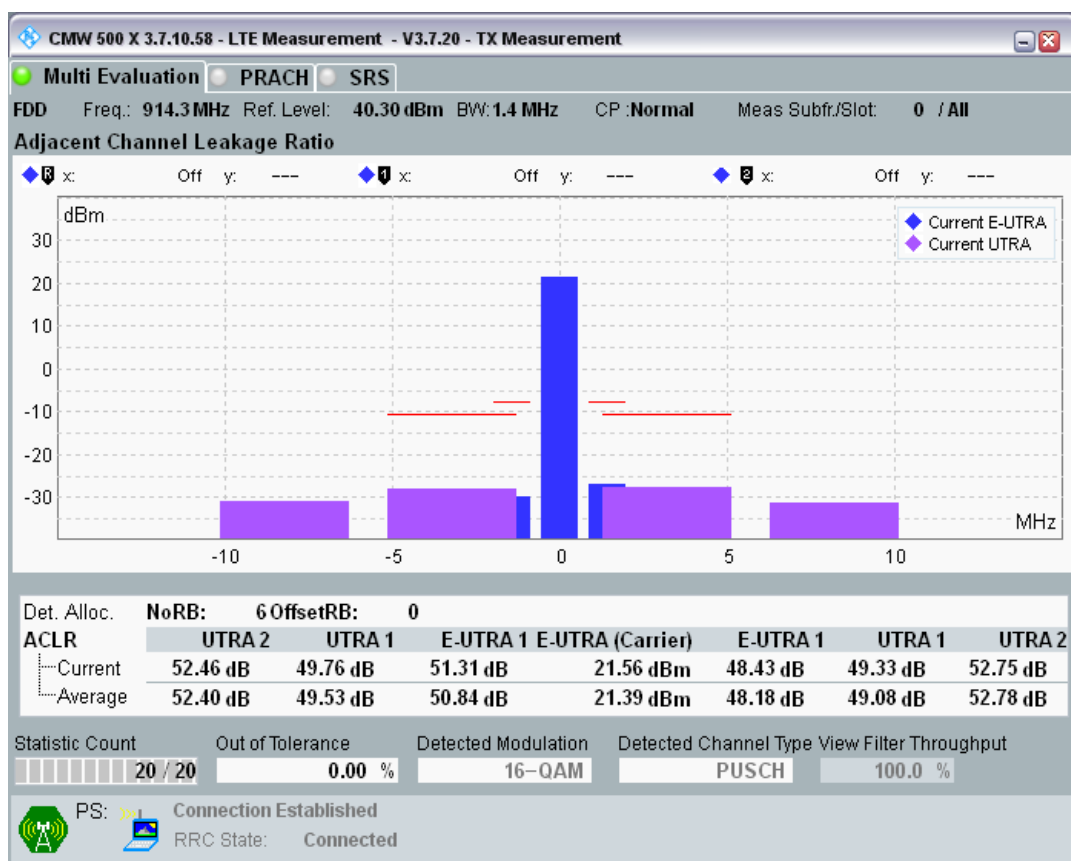 CMW 500 X 3.7.10.58 - LTE Measurement - V3.7.20 - TX Measurement
Multi Evaluation PRACH SRS
FDD Freq.: 914.3 MHz Ref. Level: 40.30 dBm BW: 1.4 MHz CP :Normal Meas Subfr./Slot: 0 / All
Adjacent Channel Leakage Ratio
R x: Off y: --- 1 x: Off y: --- 2 x: Off y: ---
dBm
Current E-UTRA
Current UTRA
30
20
10
0
-10
-20
-30
MHz
-10 -5 0 5 10
Det. Alloc. NoRB: 6 OffsetRB: 0
ACLR UTRA 2 UTRA 1 E-UTRA 1 E-UTRA (Carrier) E-UTRA 1 UTRA 1 UTRA 2
Current 52.46 dB 49.76 dB 51.31 dB 21.56 dBm 48.43 dB 49.33 dB 52.75 dB
Average 52.40 dB 49.53 dB 50.84 dB 21.39 dBm 48.18 dB 49.08 dB 52.78 dB
Statistic Count Out of Tolerance Detected Modulation Detected Channel Type View Filter Throughput
20 / 20 0.00 % 16-QAM PUSCH 100.0 %
PS: Connection Established
RRC State: Connected